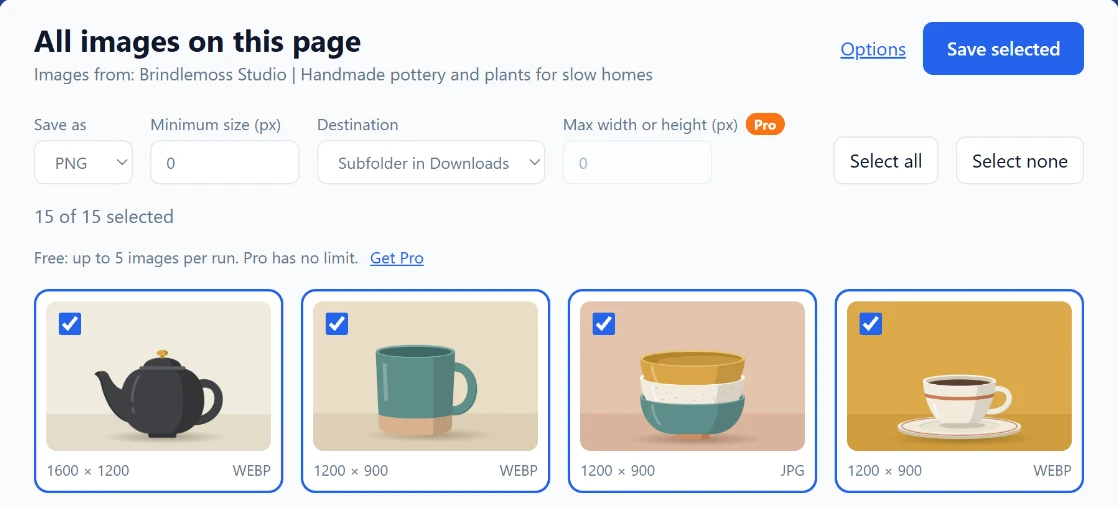 All images on this page
Images from: Brindlemoss Studio | Handmade pottery and plants for slow homes
Options
Save selected
Save as
Minimum size (px)
Destination
Max width or height (px)
Pro
PNG
0
Subfolder in Downloads
0
Select all
Select none
15 of 15 selected
Free: up to 5 images per run. Pro has no limit. Get Pro
1600 × 1200 WEBP
1200 × 900 WEBP
1200 × 900 JPG
1200 × 900 WEBP